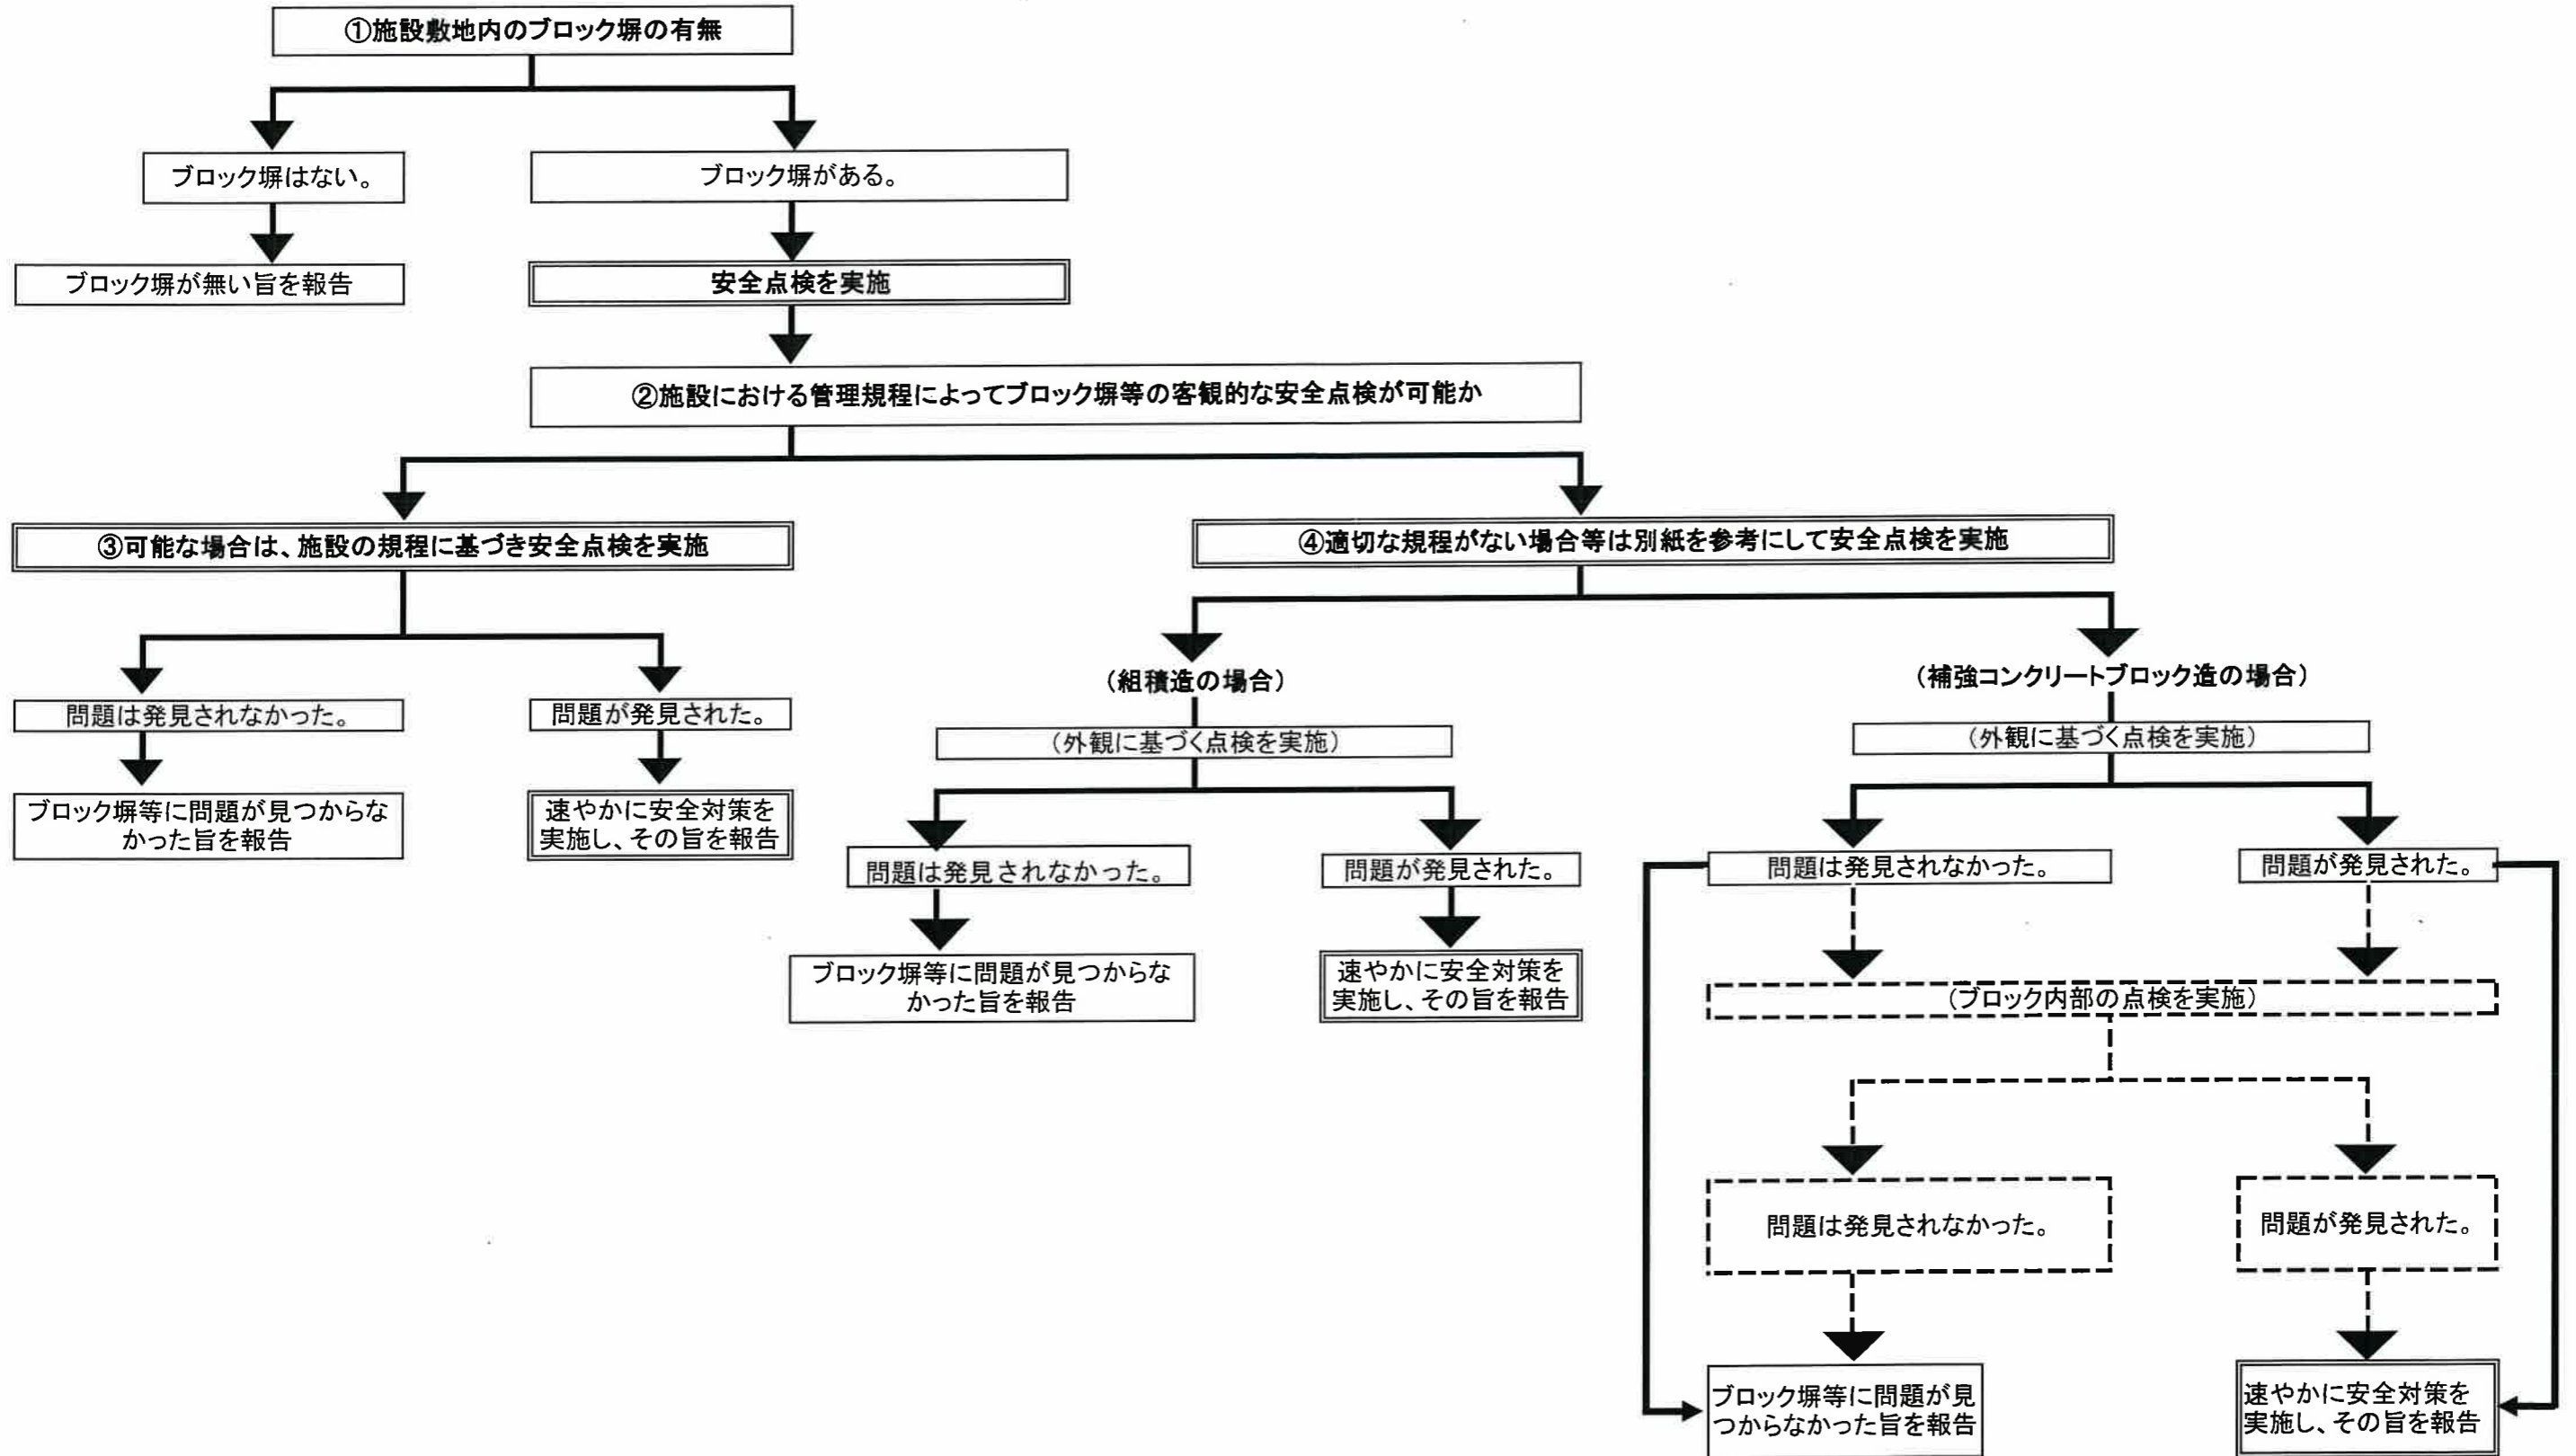 ①施設敷地内のブロック塀の有無
ブロック塀はない。
ブロック塀がある。
ブロック塀が無い旨を報告
安全点検を実施
②施設における管理規程によってブロック塀等の客観的な安全点検が可能か
③可能な場合は、施設の規程に基づき安全点検を実施
④適切な規程がない場合等は別紙を参考にして安全点検を実施
問題は発見されなかった。
問題が発見された。
ブロック塀等に問題が見つからな
かった旨を報告
速やかに安全対策を
実施し、その旨を報告
(組積造の場合)
(外観に基づく点検を実施)
問題は発見されなかった。
問題が発見された。
ブロック塀等に問題が見つからな
かった旨を報告
速やかに安全対策を
実施し、その旨を報告
(補強コンクリートブロック造の場合)
(外観に基づく点検を実施)
問題は発見されなかった。
問題が発見された。
(ブロック内部の点検を実施)
問題は発見されなかった。
問題が発見された。
ブロック塀等に問題が見
つからなかった旨を報告
速やかに安全対策を
実施し、その旨を報告